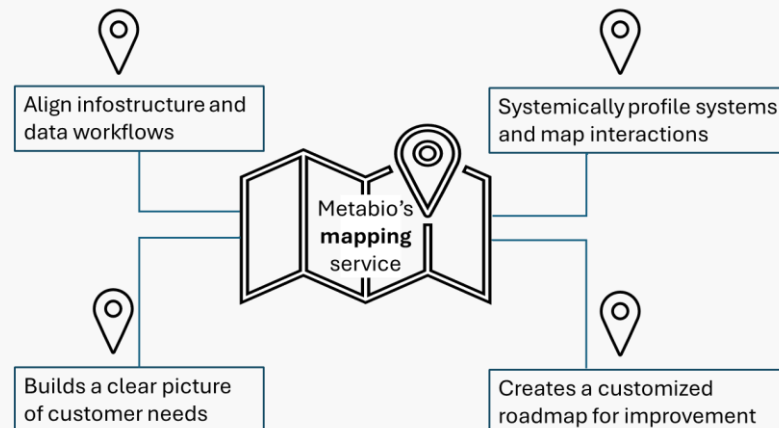 Align infostructure and
data workflows
Systemically profile systems
and map interactions
Metabio's
mapping
service
Builds a clear picture
of customer needs
Creates a customized
roadmap for improvement